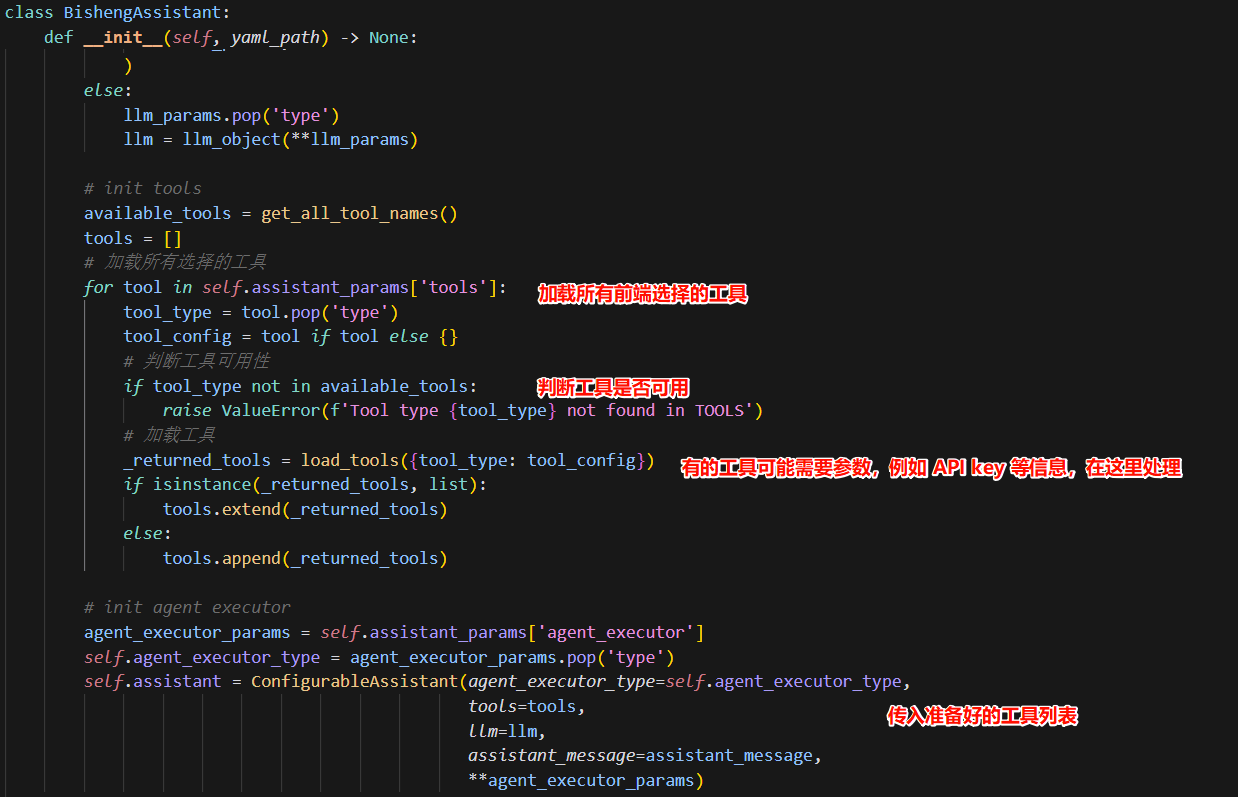 class BishengAssistant:
    def __init__(self, yaml_path) -> None:
            )
        else:
            llm_params.pop('type')
            llm = llm_object(**llm_params)
        # init tools
        available_tools = get_all_tool_names()
        tools = []
        # 加载所有选择的工具
        for tool in self.assistant_params['tools']: 加载所有前端选择的工具
            tool_type = tool.pop('type')
            tool_config = tool if tool else {}
            # 判断工具可用性
            if tool_type not in available_tools: 判断工具是否可用
                raise ValueError(f'Tool type {tool_type} not found in TOOLS')
            # 加载工具
            _returned_tools = load_tools({tool_type: tool_config}) 有的工具可能需要参数，例如 API key 等信息，在这里处理
            if isinstance(_returned_tools, list):
                tools.extend(_returned_tools)
            else:
                tools.append(_returned_tools)
        # init agent executor
        agent_executor_params = self.assistant_params['agent_executor']
        self.agent_executor_type = agent_executor_params.pop('type')
        self.assistant = ConfigurableAssistant(agent_executor_type=self.agent_executor_type,
                                               tools=tools, 传入准备好的工具列表
                                               llm=llm,
                                               assistant_message=assistant_message,
                                               **agent_executor_params)